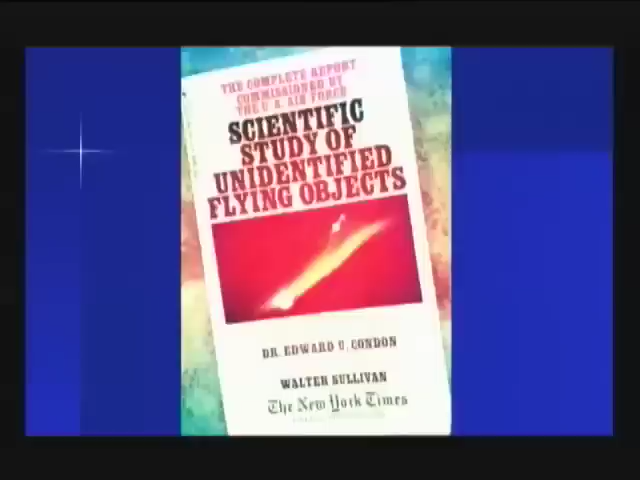 THE COMPLETE REPORT
COMMISSIONED BY
THE U.S. AIR FORCE
SCIENTIFIC
STUDY OF
UNIDENTIFIED
FLYING OBJECTS
DR. EDWARD U. CONDON
WALTER SULLIVAN
The New York Times